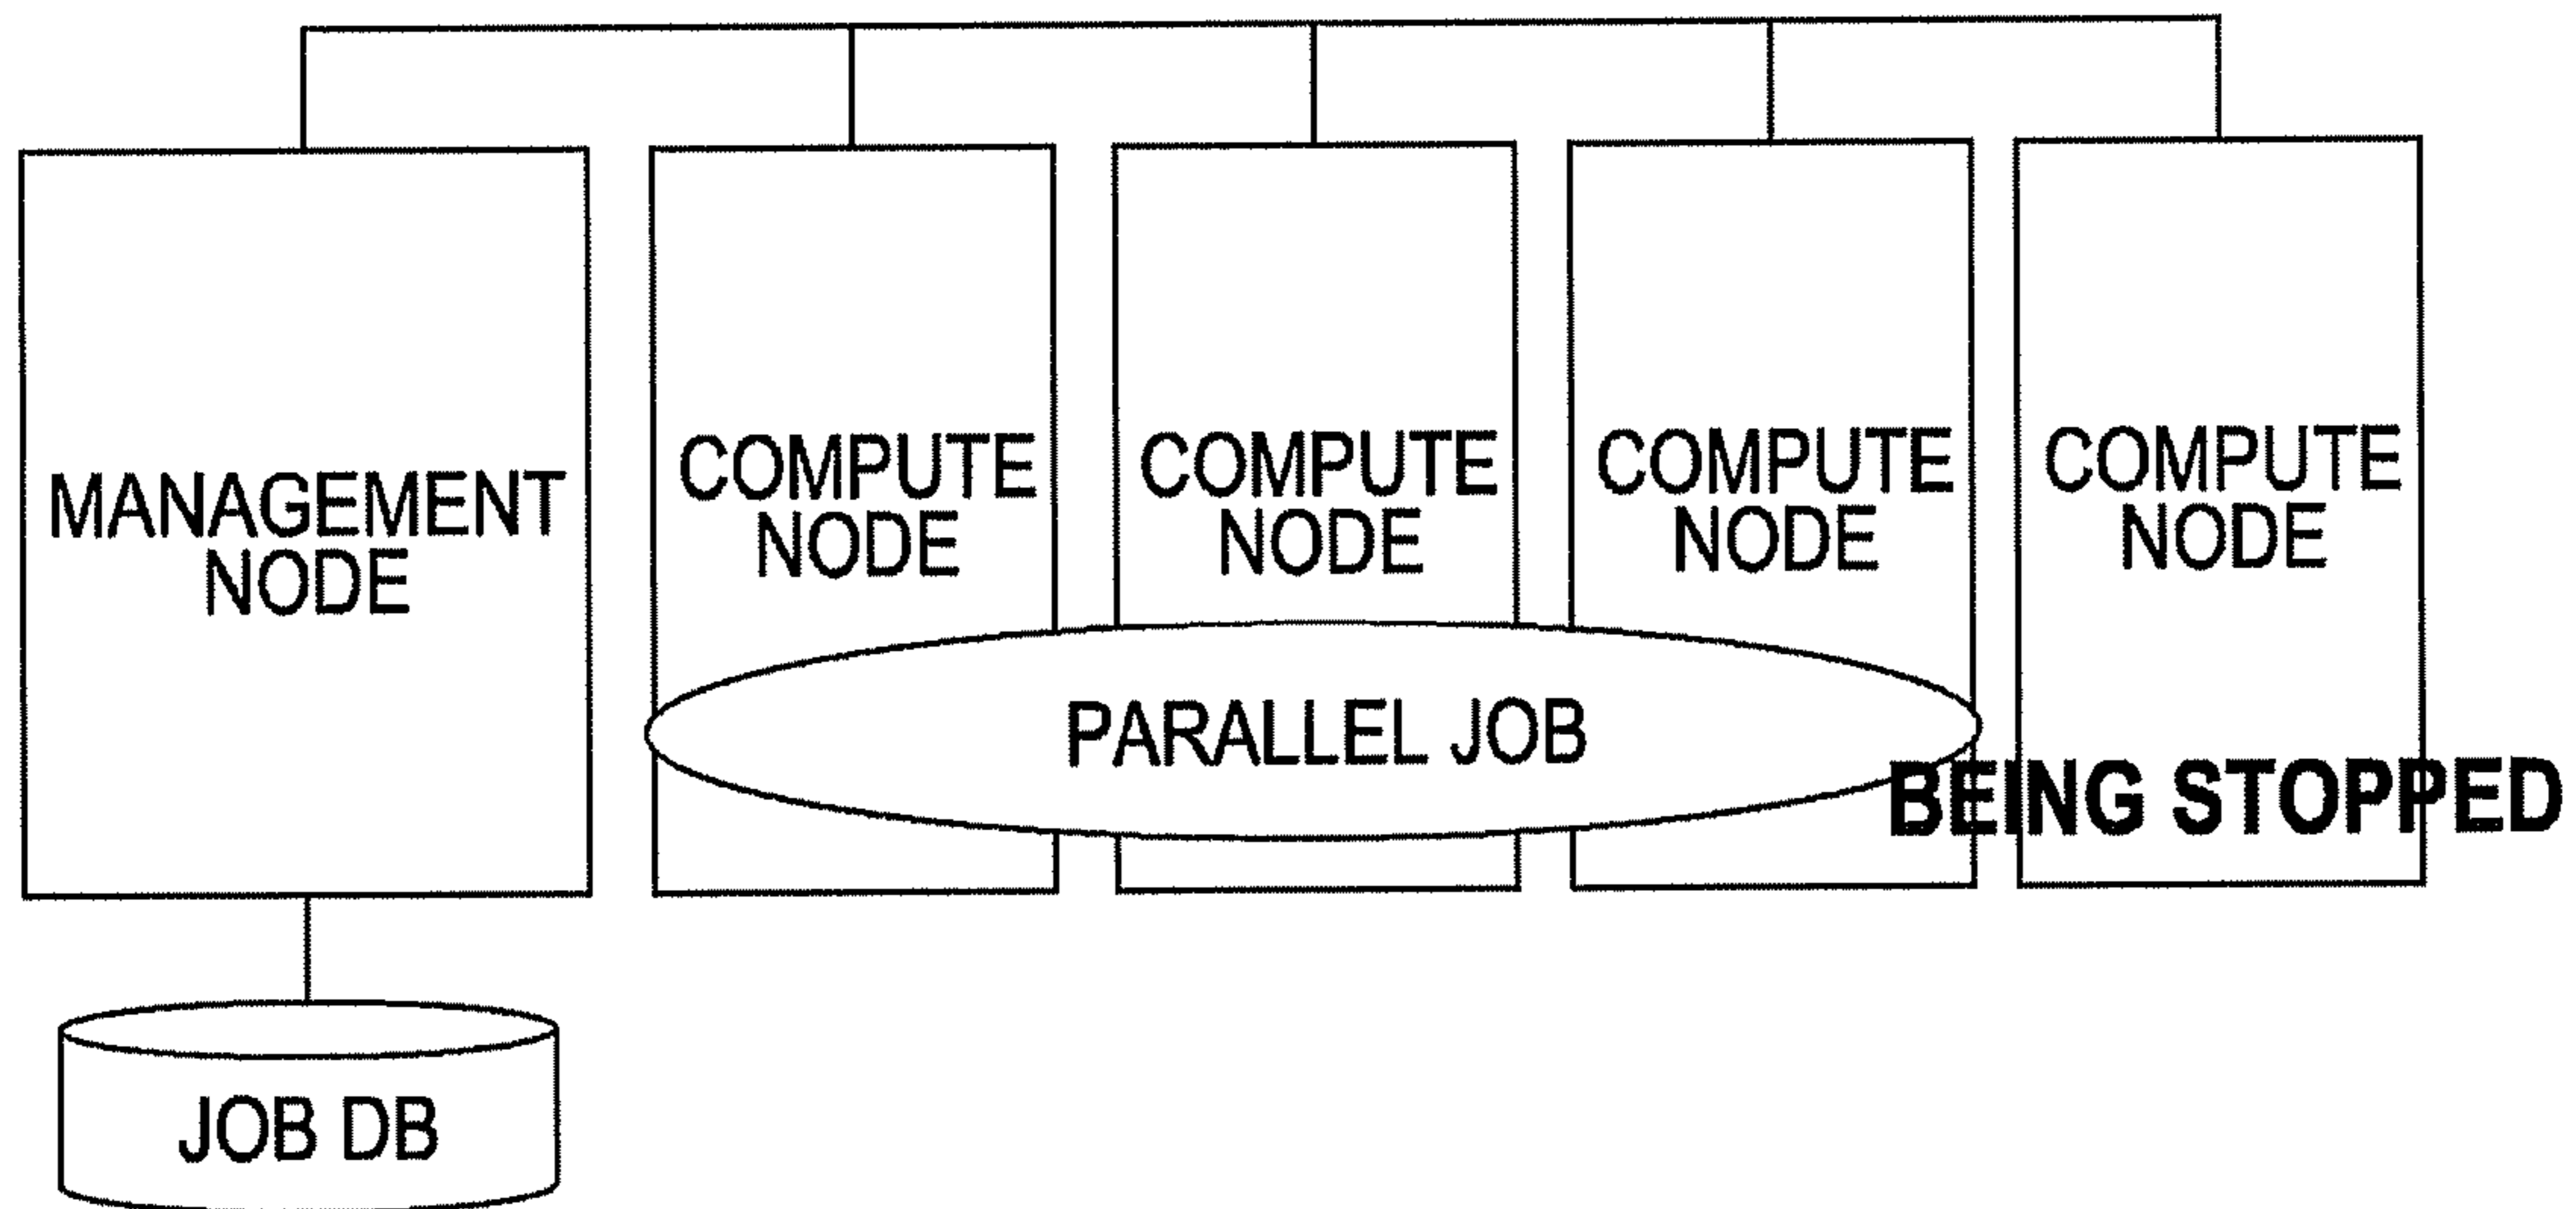 MANAGEMENT
NODE
COMPUTE
NODE
COMPUTE
NODE
COMPUTE
NODE
COMPUTE
NODE
PARALLEL JOB
BEING STOPPED
JOB DB